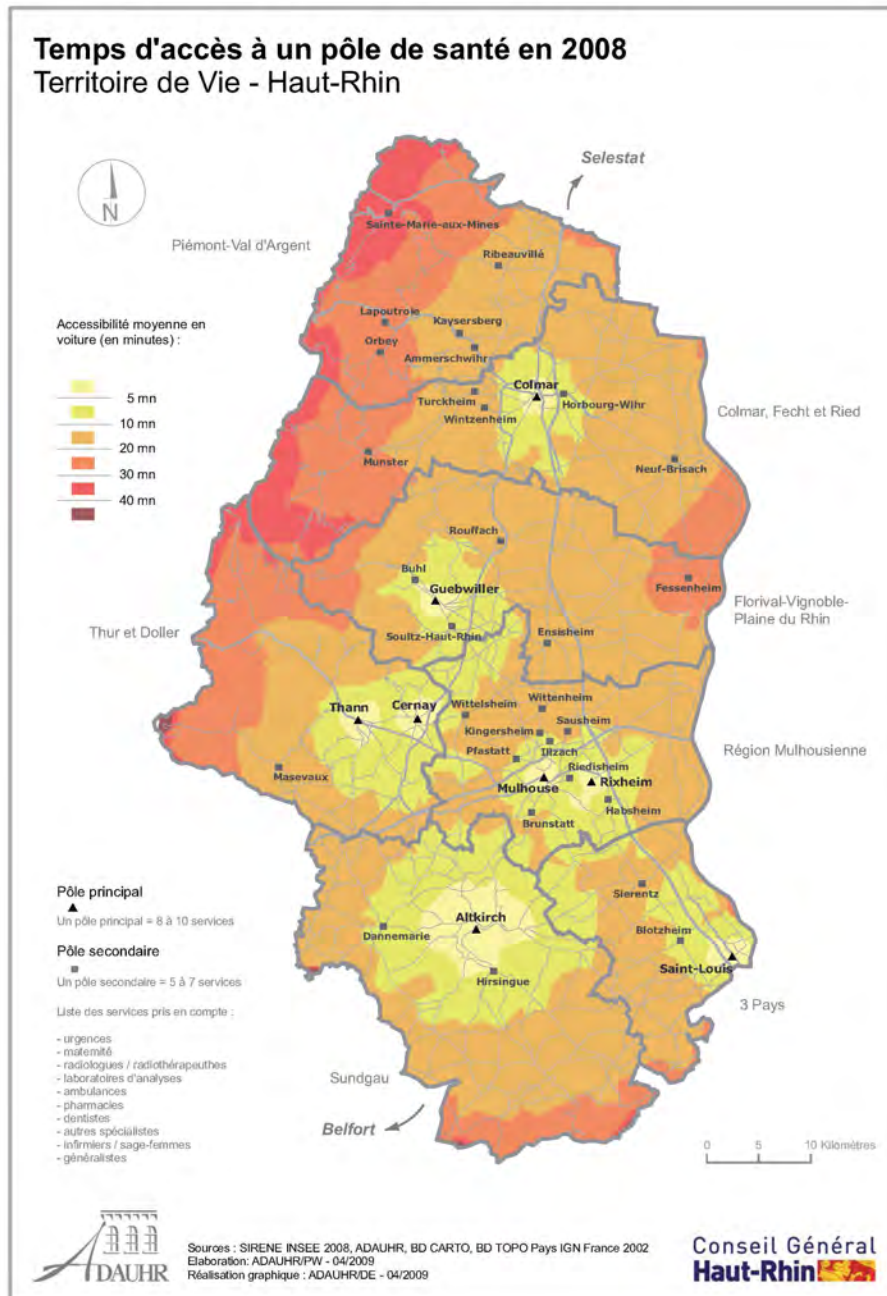 Temps d'accès à un pôle de santé en 2008
Territoire de Vie - Haut-Rhin
Selestat
N
Sainte-Marie-aux-Mines
Piémont-Val d'Argent
Ribeauvillé
Accessibilité moyenne en
voiture (en minutes) :
5 mn
10 mn
20 mn
30 mn
40 mn
Lapoutroie
Kaysersberg
Orbey
Ammerschwihr
Colmar
Turckheim
Horbourg-Wihr
Wintzenheim
Colmar, Fecht et Ried
Munster
Neuf-Brisach
Rouffach
Buhl
Guebwiller
Fessenheim
Florival-Vignoble-
Plaine du Rhin
Thur et Doller
Soultz-Haut-Rhin
Ensisheim
Thann
Cernay
Wittelsheim
Wittenheim
Kingersheim
Sausheim
Pfastatt
Illzach
Région Mulhousienne
Riedisheim
Masevaux
Mulhouse
Rixheim
Habsheim
Brunstatt
Sierentz
Pôle principal
Un pôle principal = 8 à 10 services
Altkirch
Dannemarie
Blotzheim
Pôle secondaire
Un pôle secondaire = 5 à 7 services
Saint-Louis
Hirsingue
3 Pays
Liste des services pris en compte :
- urgences
- maternité
- radiologues / radiothérapeuthes
- laboratoires d'analyses
- ambulances
- pharmacies
- dentistes
- autres spécialistes
- infirmiers / sage-femmes
- généralistes
Sundgau
Belfort
0 5 10 Kilomètres
ADAUHR
Sources : SIRENE INSEE 2008, ADAUHR, BD CARTO, BD TOPO Pays IGN France 2002
Elaboration: ADAUHR/PW - 04/2009
Réalisation graphique : ADAUHR/DE - 04/2009
Conseil Général
Haut-Rhin